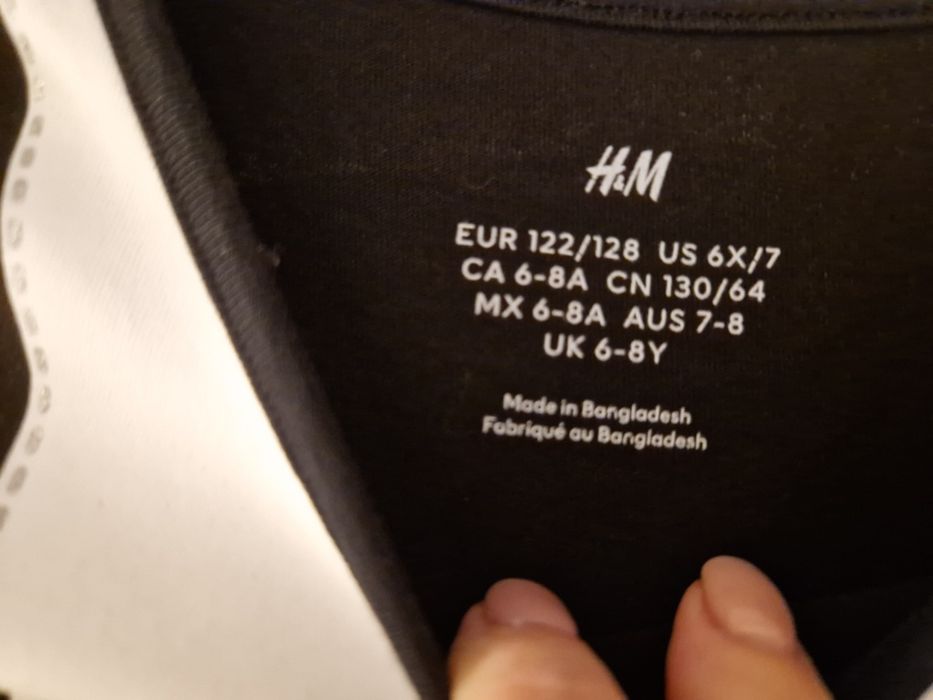 H&M
EUR 122/128 US 6X/7
CA 6-8A CN 130/64
MX 6-8A AUS 7-8
UK 6-8Y
Made in Bangladesh
Fabriqué au Bangladesh